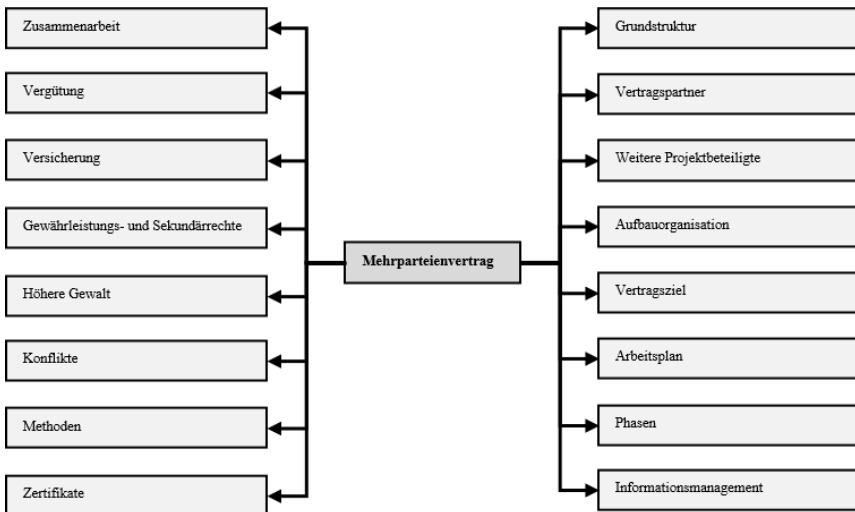 Zusammenarbeit
Vergütung
Versicherung
Gewährleistungs- und Sekundärrechte
Höhere Gewalt
Konflikte
Methoden
Zertifikate
Mehrparteienvertrag
Grundstruktur
Vertragspartner
Weitere Projektbeteiligte
Aufbauorganisation
Vertragsziel
Arbeitsplan
Phasen
Informationsmanagement